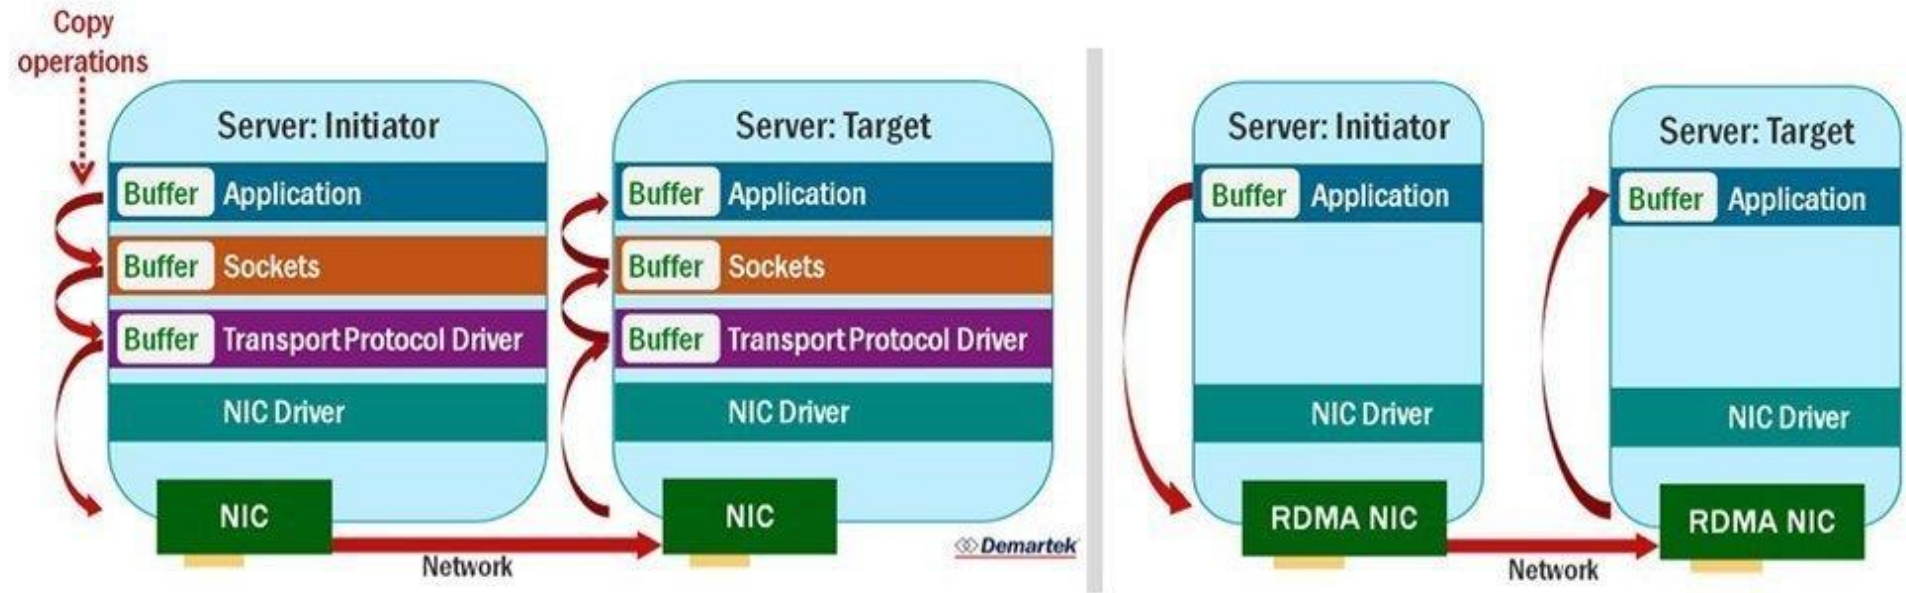 Copy
operations
Server: Initiator
Buffer Application
Buffer Sockets
Buffer Transport Protocol Driver
NIC Driver
NIC
Network
Server: Target
Buffer Application
Buffer Sockets
Buffer Transport Protocol Driver
NIC Driver
NIC
Demartek
Server: Initiator
Buffer Application
NIC Driver
RDMA NIC
Network
Server: Target
Buffer Application
NIC Driver
RDMA NIC